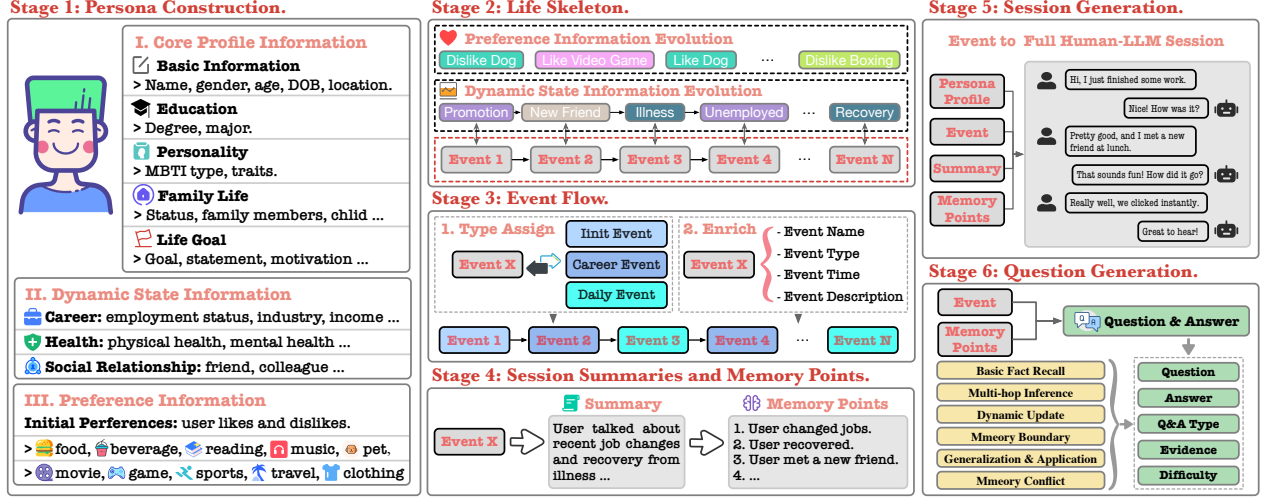 Stage 1: Persona Construction.
I. Core Profile Information
Basic Information
> Name, gender, age, DOB, location.
Education
> Degree, major.
Personality
> MBTI type, traits.
Family Life
> Status, family members, chlid ...
Life Goal
> Goal, statement, motivation ...
II. Dynamic State Information
Career: employment status, industry, income ...
Health: physical health, mental health ...
Social Relationship: friend, colleague ...
III. Preference Information
Initial Perferences: user likes and dislikes.
> food, beverage, reading, music, pet,
> movie, game, sports, travel, clothing
Stage 2: Life Skeleton.
Preference Information Evolution
Dislike Dog Like Video Game Like Dog ... Dislike Boxing
Dynamic State Information Evolution
Promotion New Friend Illness Unemployed ... Recovery
Event 1 Event 2 Event 3 Event 4 ... Event N
Stage 3: Event Flow.
1. Type Assign
Event X
Iinit Event
Career Event
Daily Event
2. Enrich
Event X
- Event Name
- Event Type
- Event Time
- Event Description
Event 1 Event 2 Event 3 Event 4 ... Event N
Stage 4: Session Summaries and Memory Points.
Event X
Summary
User talked about
recent job changes
and recovery from
illness ...
Memory Points
1. User changed jobs.
2. User recovered.
3. User met a new friend.
4. ...
Stage 5: Session Generation.
Event to Full Human-LLM Session
Persona
Profile
Event
Summary
Memory
Points
Hi, I just finished some work.
Nice! How was it?
Pretty good, and I met a new
friend at lunch.
That sounds fun! How did it go?
Really well, we clicked instantly.
Great to hear!
Stage 6: Question Generation.
Event
Memory
Points
Q A
Question & Answer
Basic Fact Recall
Multi-hop Inference
Dynamic Update
Mmeory Boundary
Generalization & Application
Mmeory Conflict
Question
Answer
Q&A Type
Evidence
Difficulty